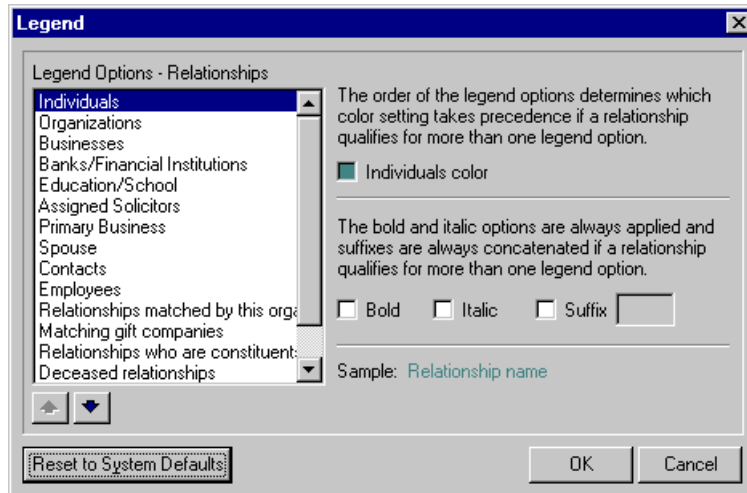 Legend
Legend Options - Relationships
Individuals
Organizations
Businesses
Banks/Financial Institutions
Education/School
Assigned Solicitors
Primary Business
Spouse
Contacts
Employees
Relationships matched by this orga
Matching gift companies
Relationships who are constituent
Deceased relationships
The order of the legend options determines which
color setting takes precedence if a relationship
qualifies for more than one legend option.
Individuals color
The bold and italic options are always applied and
suffixes are always concatenated if a relationship
qualifies for more than one legend option.
Bold Italic Suffix
Sample: Relationship name
Reset to System Defaults OK Cancel